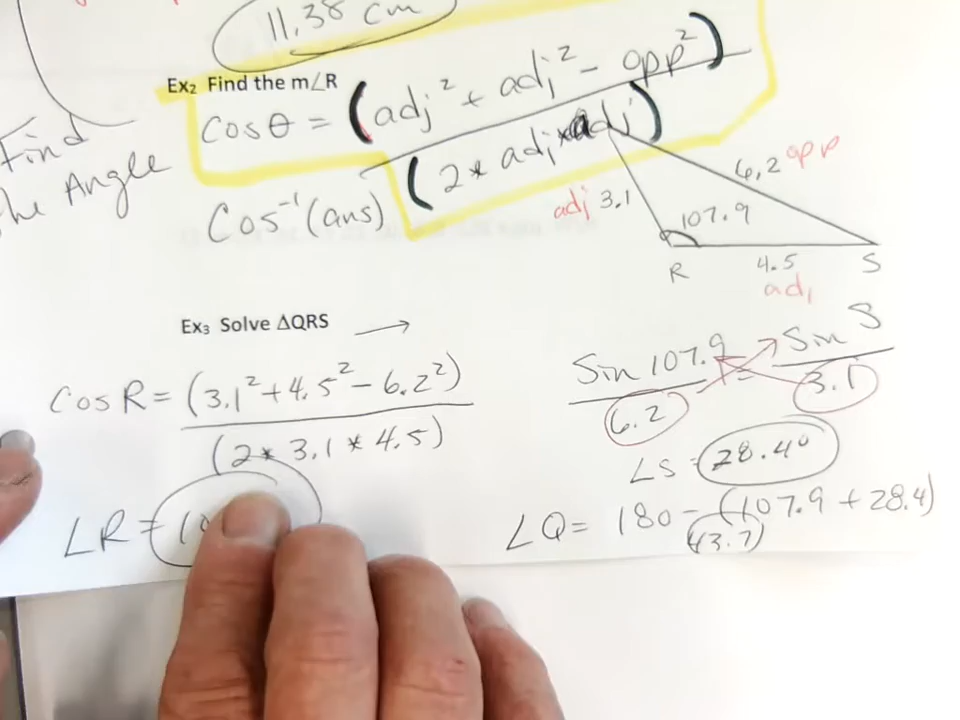 11.38 cm
Ex2 Find the m∠R
Cosθ = (adj² + adj² - opp²)
(2 * adj * adj)
Find
the Angle
Cos⁻¹(ans)
adj 3.1
6.2 opp
107.9
R
4.5
S
adj
Ex3 Solve ΔQRS →
Cos R = (3.1² + 4.5² - 6.2²)
(2 * 3.1 * 4.5)
∠R =
Sin 107.9 = Sin S
6.2
3.1
∠S = 28.4°
∠Q = 180 - (107.9 + 28.4)
43.7